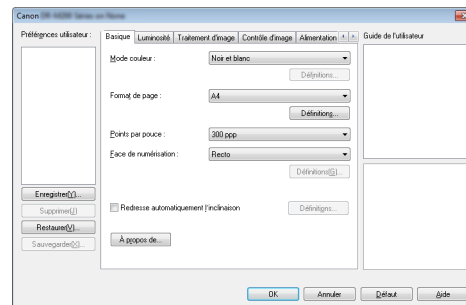 Canon
Préférences utilisateur :
Basique Luminosité Traitement d'image Contrôle d'image Alimentation
Guide de l'utilisateur
Mode couleur :
Noir et blanc
Définitions...
Format de page :
A4
Définitions...
Points par pouce :
300 ppp
Face de numérisation :
Recto
Définitions(G)...
Enregistrer(Y)...
Supprimer(J)
Restaurer(V)...
Sauvegarder(X)...
Redresse automatiquement l'inclinaison
Définitions...
À propos de...
OK Annuler Défaut Aide